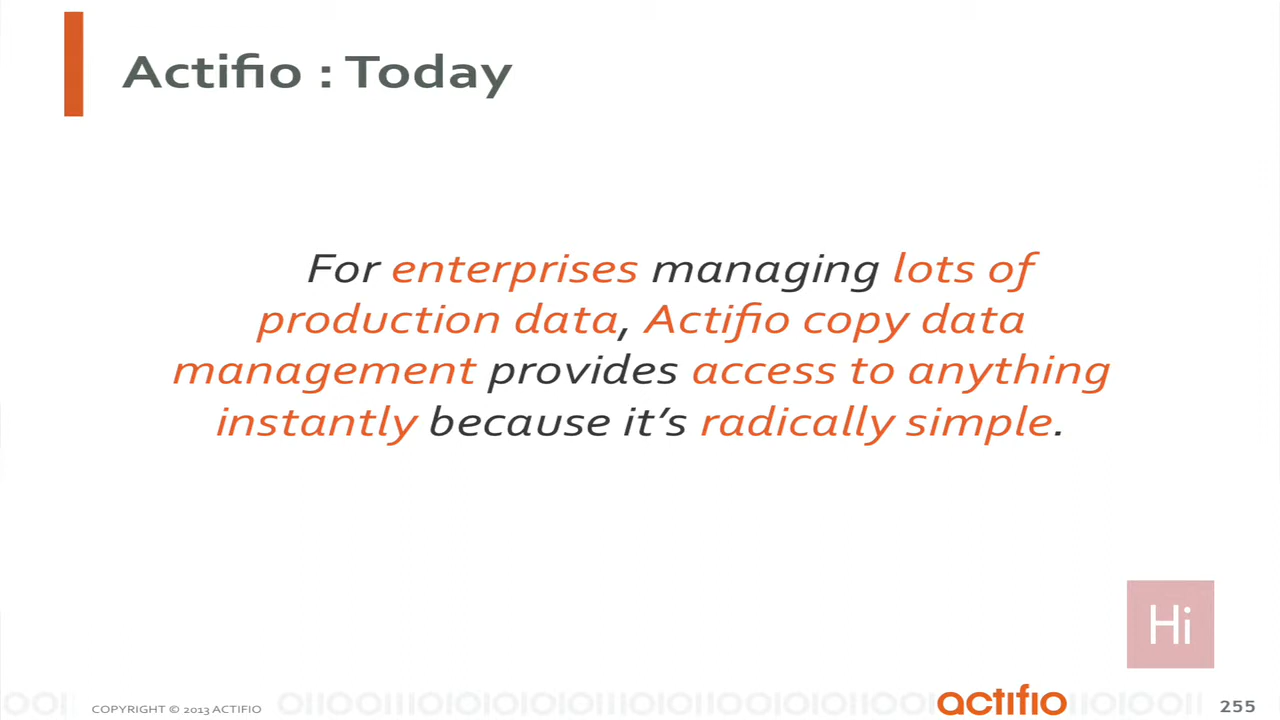 Actifio : Today
For enterprises managing lots of
production data, Actifio copy data
management provides access to anything
instantly because it's radically simple.
Hi
COPYRIGHT © 2013 ACTIFIO
actifio
255